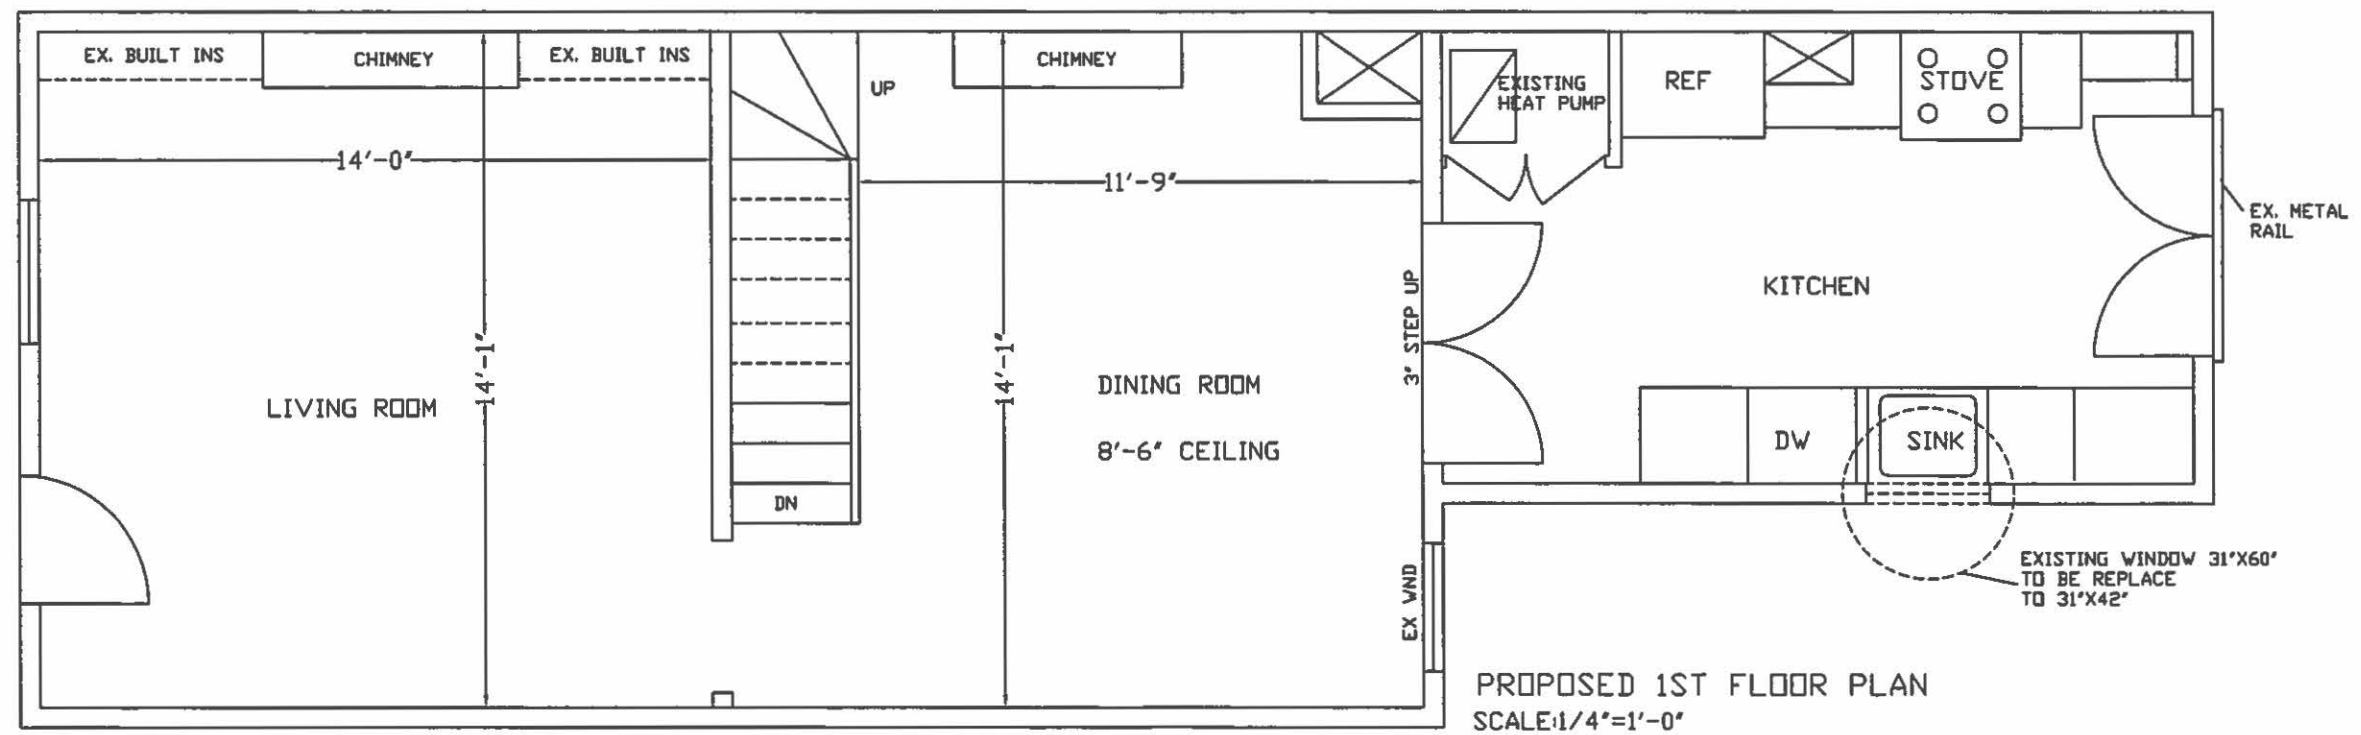 EX. BUILT INS
CHIMNEY
EX. BUILT INS
UP
CHIMNEY
EXISTING
HEAT PUMP
REF
STOVE
14'-0"
11'-9"
EX. METAL
RAIL
KITCHEN
3" STEP UP
14'-1"
14'-1"
LIVING ROOM
DINING ROOM
8'-6" CEILING
DW
SINK
DN
EX WND
EXISTING WINDOW 31"X60"
TO BE REPLACE
TO 31"X42"
PROPOSED 1ST FLOOR PLAN
SCALE:1/4"=1'-0"